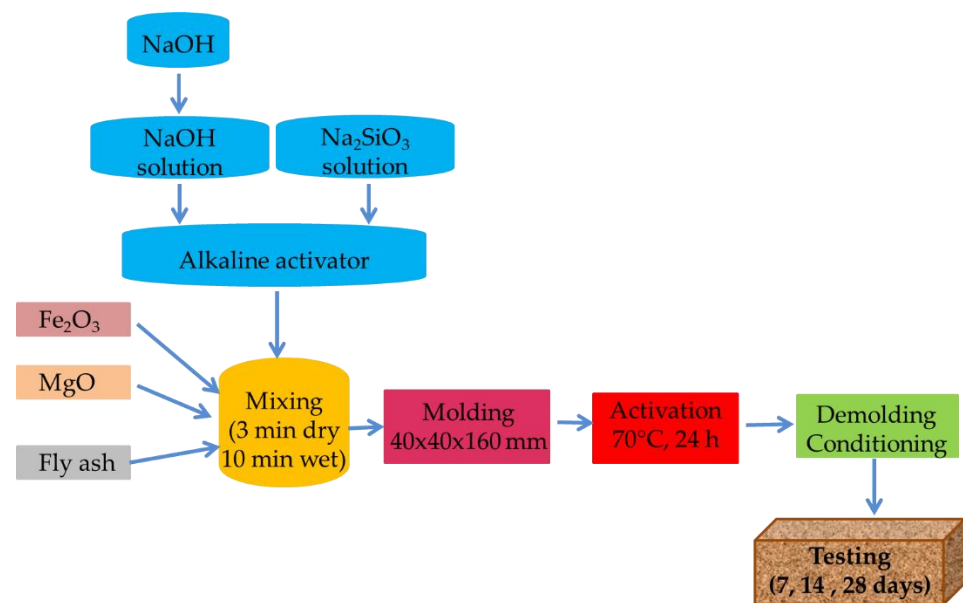 NaOH
NaOH
solution
Na₂SiO₃
solution
Alkaline activator
Fe₂O₃
MgO
Fly ash
Mixing
(3 min dry
10 min wet)
Molding
40x40x160 mm
Activation
70°C, 24 h
Demolding
Conditioning
Testing
(7, 14 , 28 days)